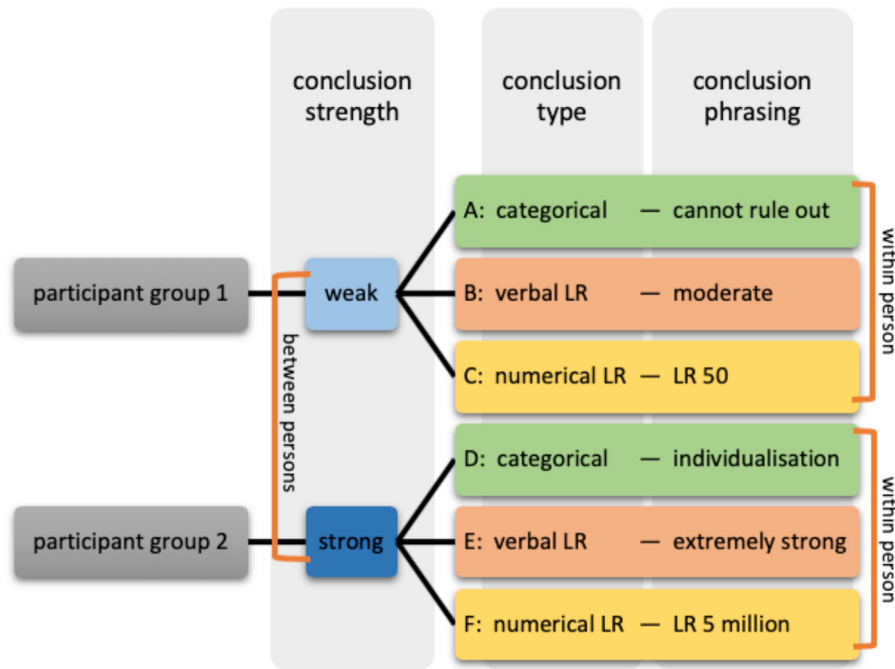 conclusion
strength
conclusion
type
conclusion
phrasing
participant group 1
weak
A: categorical — cannot rule out
B: verbal LR — moderate
C: numerical LR — LR 50
within person
between persons
participant group 2
strong
D: categorical — individualisation
E: verbal LR — extremely strong
F: numerical LR — LR 5 million
within person